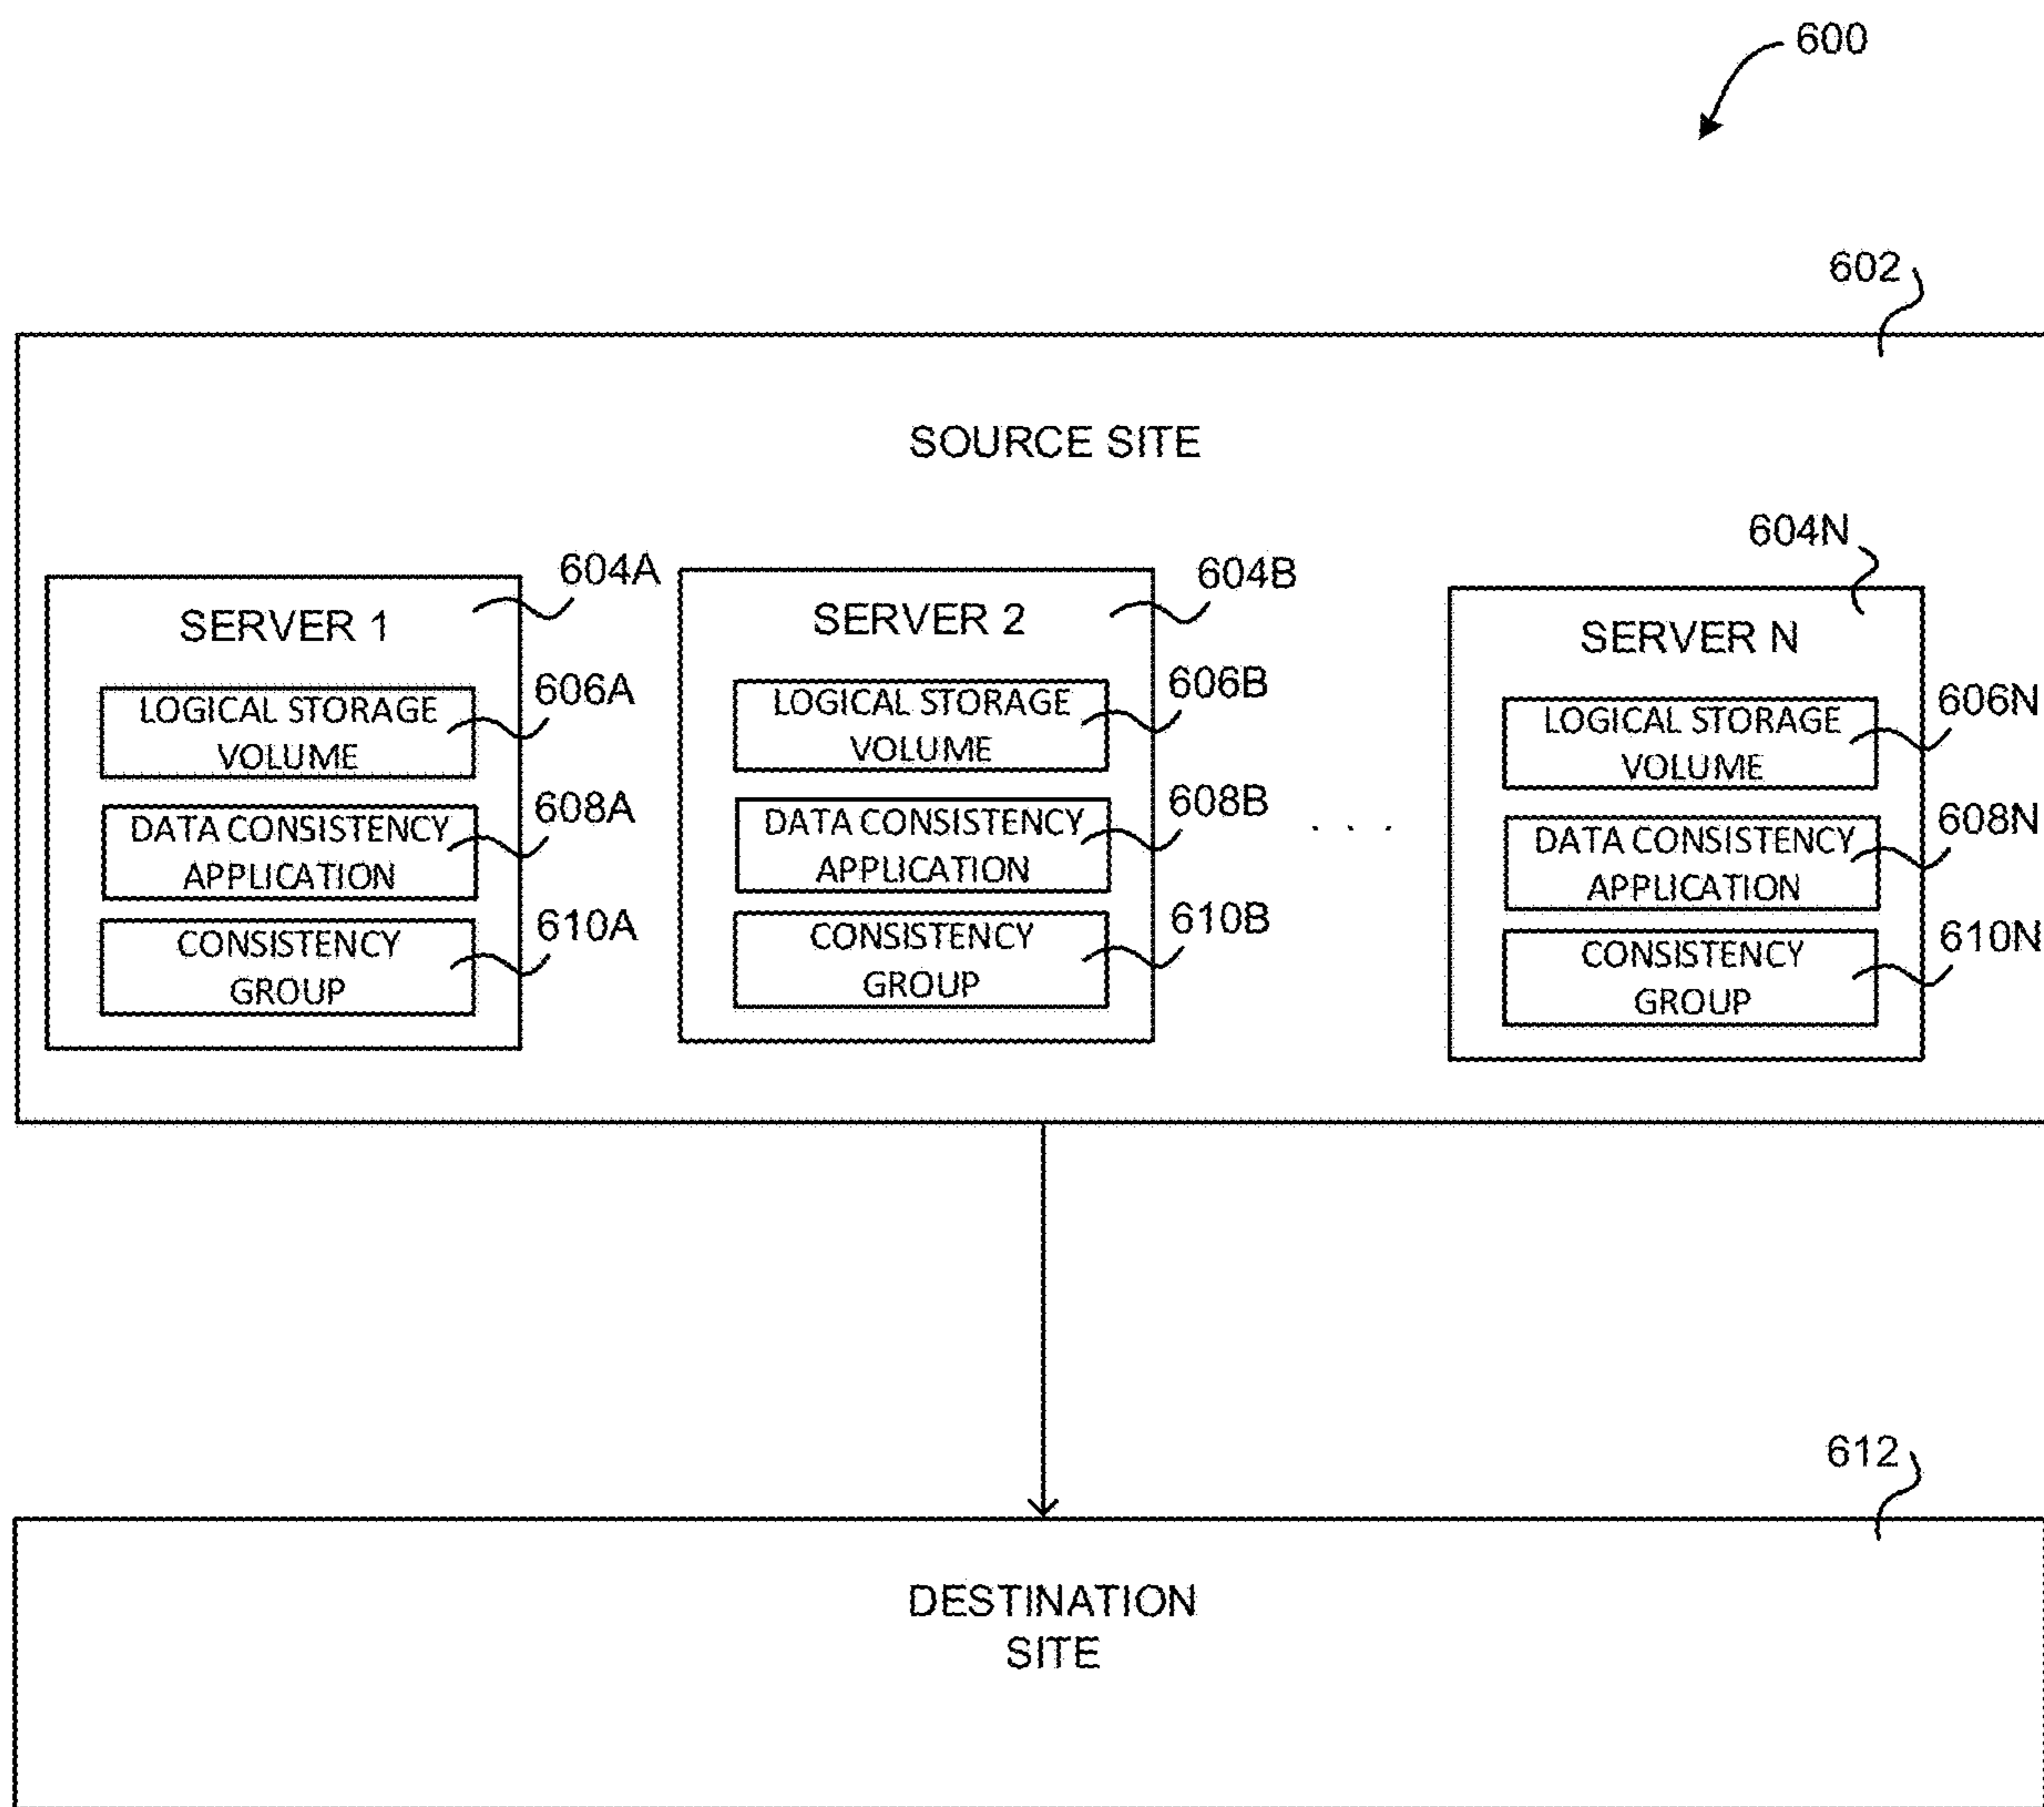 600
602
SOURCE SITE
604A
SERVER 1
606A
LOGICAL STORAGE
VOLUME
608A
DATA CONSISTENCY
APPLICATION
610A
CONSISTENCY
GROUP
604B
SERVER 2
606B
LOGICAL STORAGE
VOLUME
608B
DATA CONSISTENCY
APPLICATION
610B
CONSISTENCY
GROUP
. . .
604N
SERVER N
606N
LOGICAL STORAGE
VOLUME
608N
DATA CONSISTENCY
APPLICATION
610N
CONSISTENCY
GROUP
612
DESTINATION
SITE